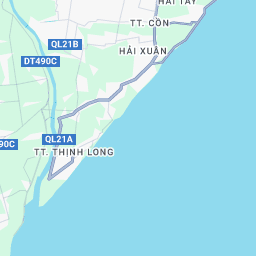 HẢI TÂY
TT. CỒN
QL21B
HẢI XUÂN
DT490C
QL21A
90C
TT. THỊNH LONG